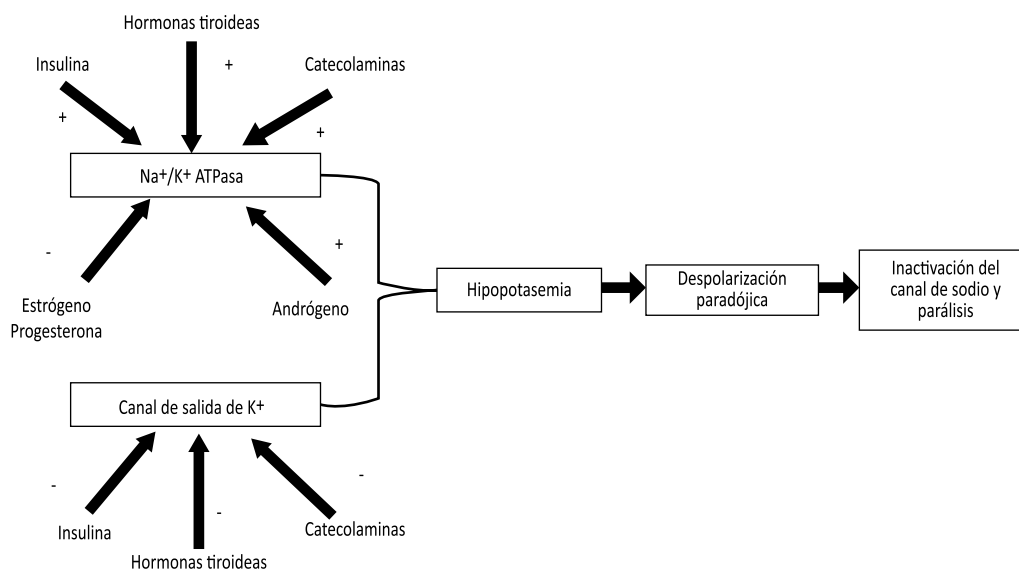 Hormonas tiroideas
Insulina
+
Catecolaminas
+
+
Na+/K+ ATPasa
-
+
Estrógeno
Progesterona
Andrógeno
Hipopotasemia
Despolarización
paradójica
Inactivación del
canal de sodio y
parálisis
Canal de salida de K+
-
-
-
Insulina
Catecolaminas
Hormonas tiroideas